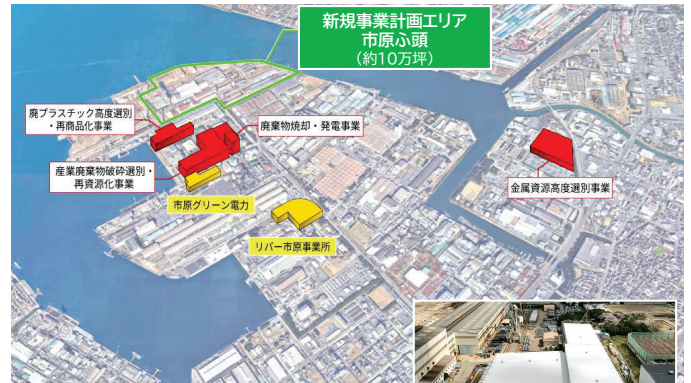 新規事業計画エリア
市原ふ頭
（約10万坪）
廃プラスチック高度選別
・再商品化事業
廃棄物焼却・発電事業
産業廃棄物破砕選別・
再資源化事業
金属資源高度選別事業
市原グリーン電力
リバー市原事業所